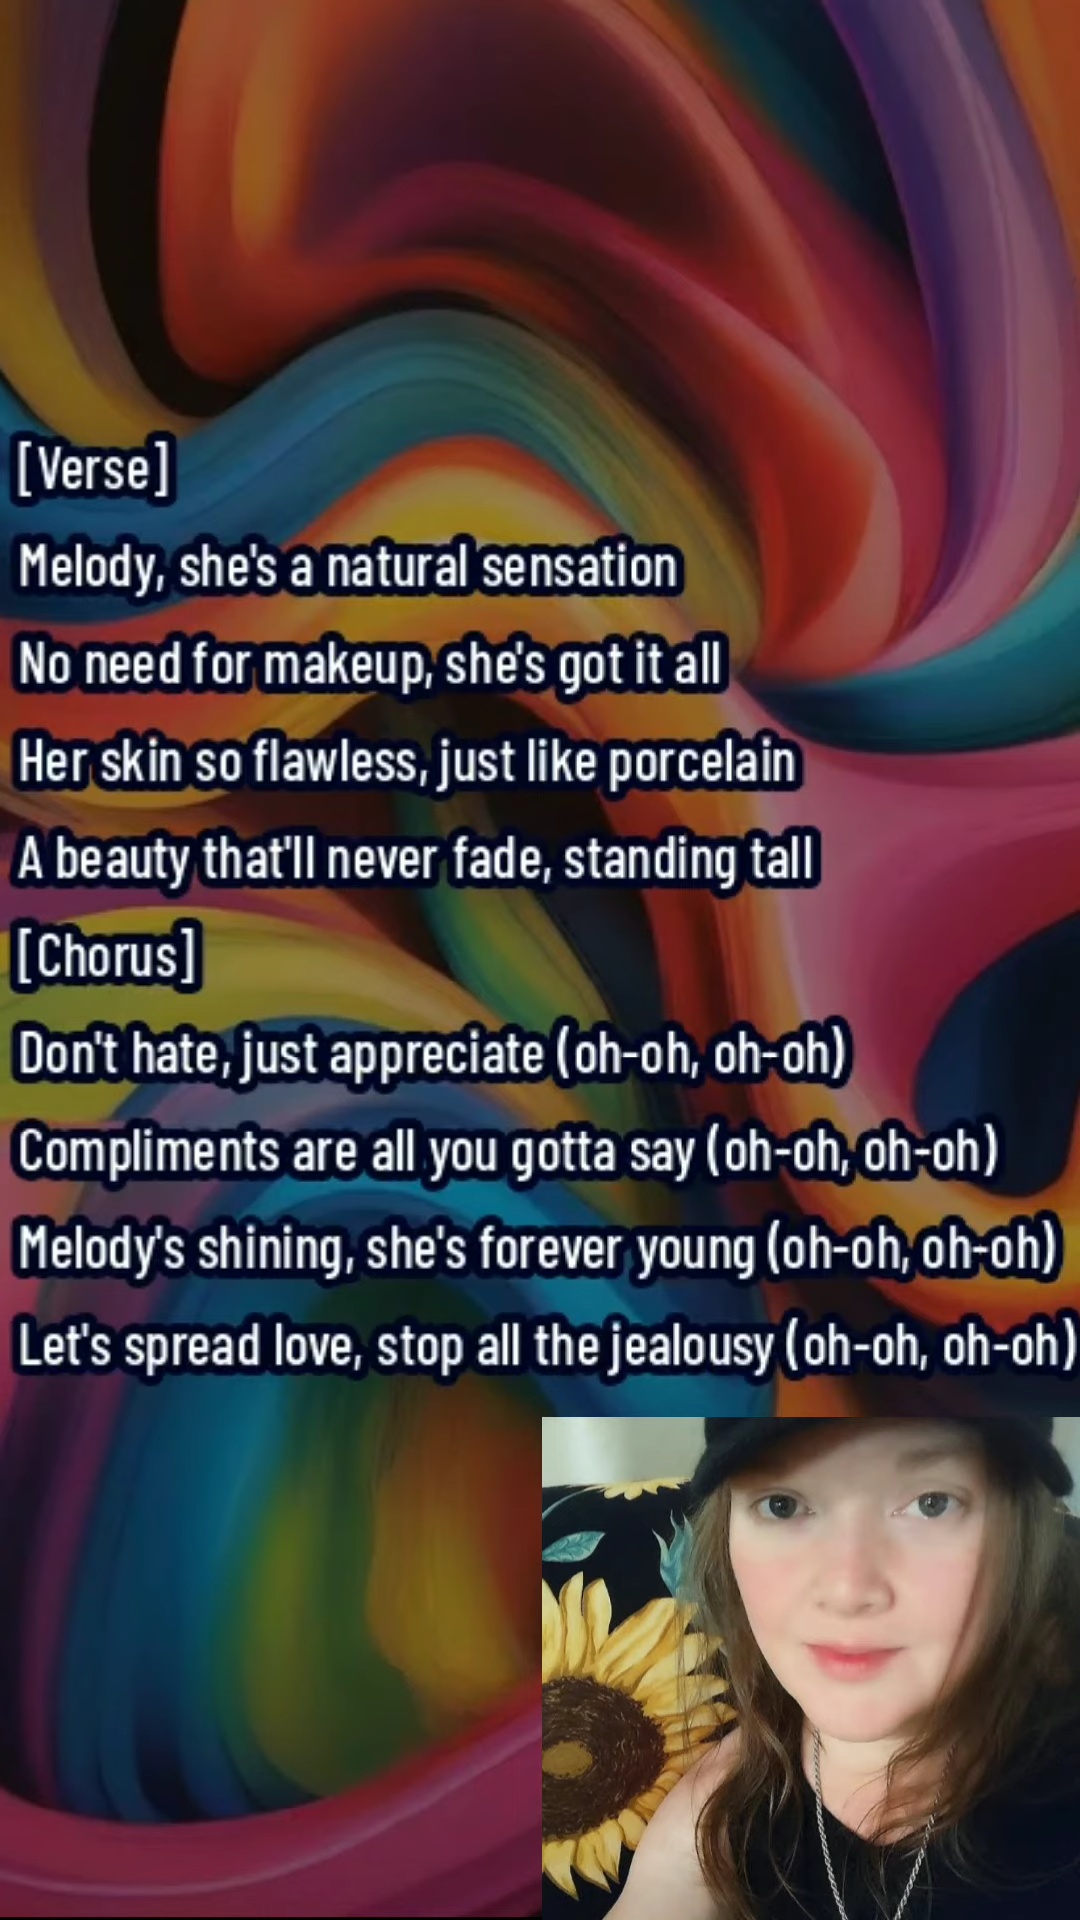 [Verse]
Melody, she's a natural sensation
No need for makeup, she's got it all
Her skin so flawless, just like porcelain
A beauty that'll never fade, standing tall
[Chorus]
Don't hate, just appreciate (oh-oh, oh-oh)
Compliments are all you gotta say (oh-oh, oh-oh)
Melody's shining, she's forever young (oh-oh, oh-oh)
Let's spread love, stop all the jealousy (oh-oh, oh-oh)